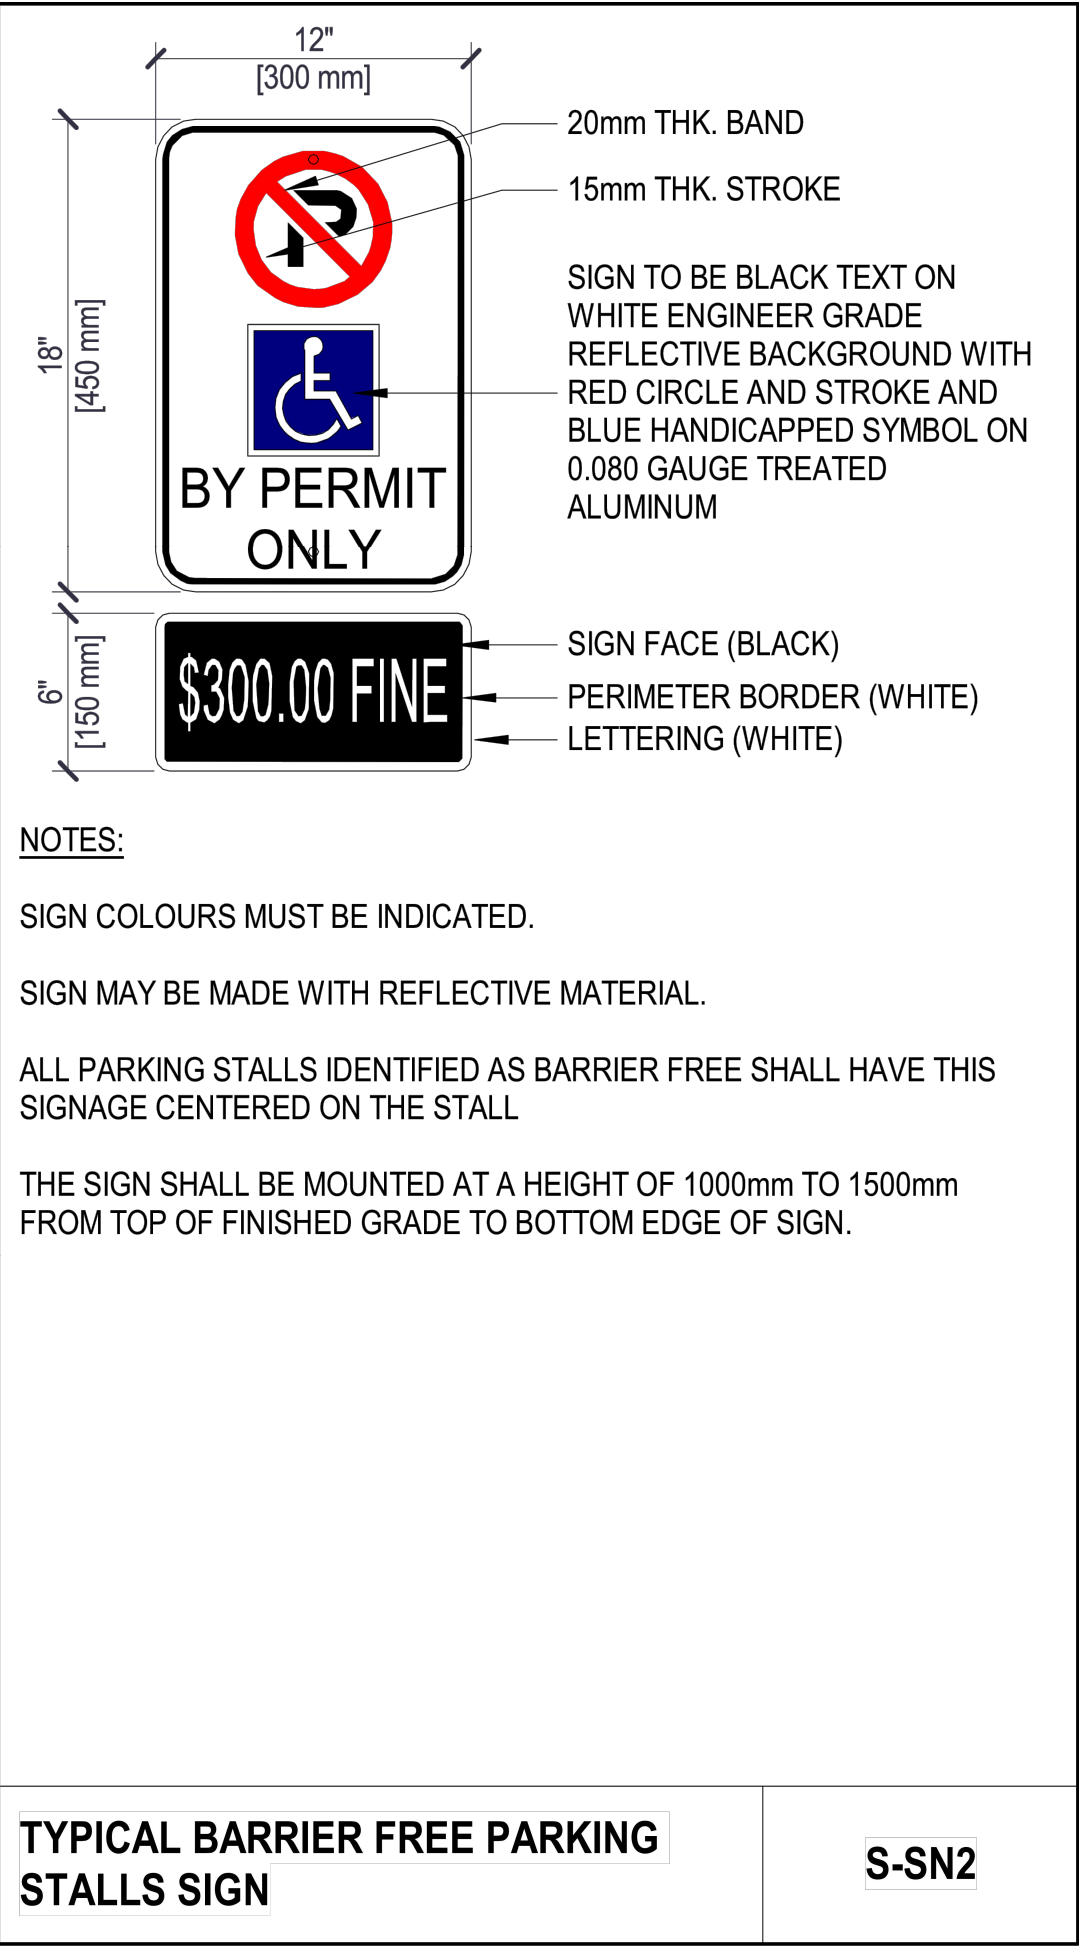 12"
[300 mm]
20mm THK. BAND
15mm THK. STROKE
P
18"
[450 mm]
SIGN TO BE BLACK TEXT ON
WHITE ENGINEER GRADE
REFLECTIVE BACKGROUND WITH
RED CIRCLE AND STROKE AND
BLUE HANDICAPPED SYMBOL ON
0.080 GAUGE TREATED
ALUMINUM
BY PERMIT
ONLY
6"
[150 mm]
$300.00 FINE
SIGN FACE (BLACK)
PERIMETER BORDER (WHITE)
LETTERING (WHITE)
NOTES:
SIGN COLOURS MUST BE INDICATED.
SIGN MAY BE MADE WITH REFLECTIVE MATERIAL.
ALL PARKING STALLS IDENTIFIED AS BARRIER FREE SHALL HAVE THIS
SIGNAGE CENTERED ON THE STALL
THE SIGN SHALL BE MOUNTED AT A HEIGHT OF 1000mm TO 1500mm
FROM TOP OF FINISHED GRADE TO BOTTOM EDGE OF SIGN.
TYPICAL BARRIER FREE PARKING
STALLS SIGN
S-SN2